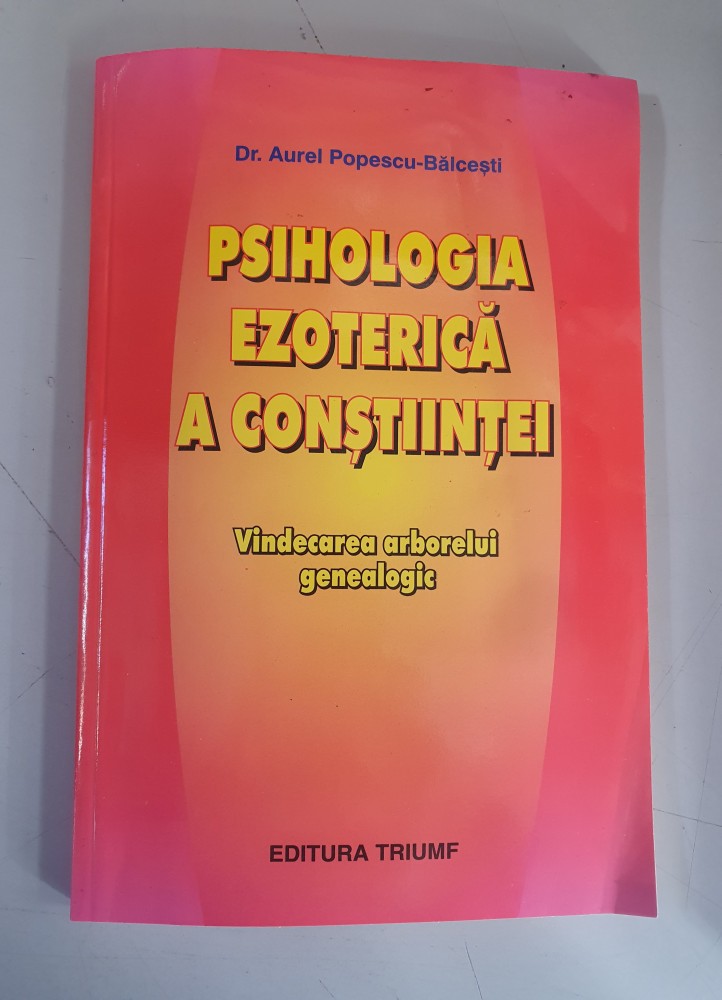 Dr. Aurel Popescu-Bălcești
PSIHOLOGIA
EZOTERICĂ
A CONȘTIINȚEI
Vindecarea arborelui
genealogic
EDITURA TRIUMF